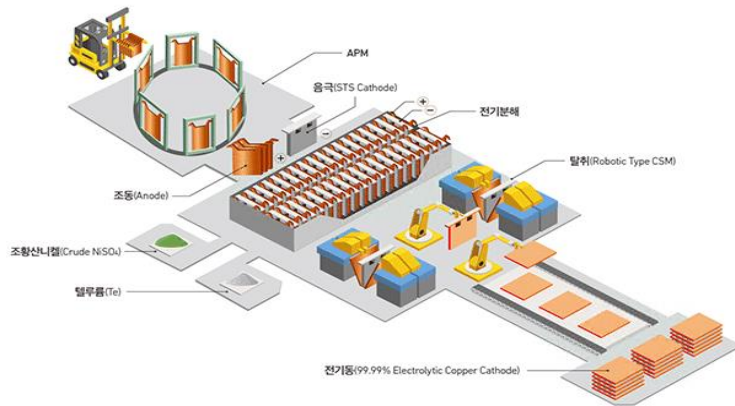 APM
음극(STS Cathode)
+
−
전기분해
−
+
탈취(Robotic Type CSM)
조동(Anode)
조황산니켈(Crude NiSO₄)
텔루륨(Te)
전기동(99.99% Electrolytic Copper Cathode)